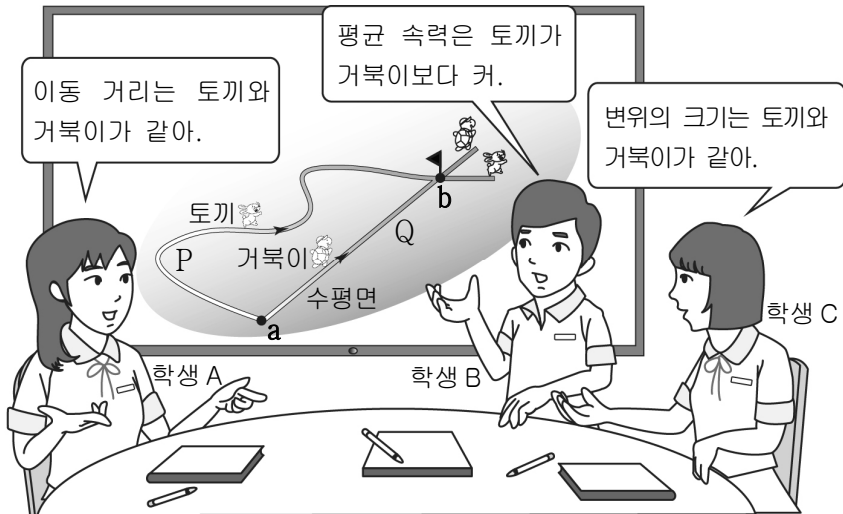 이동 거리는 토끼와
거북이가 같아.
평균 속력은 토끼가
거북이보다 커.
변위의 크기는 토끼와
거북이가 같아.
토끼
P
거북이
Q
b
a
수평면
학생 A
학생 B
학생 C